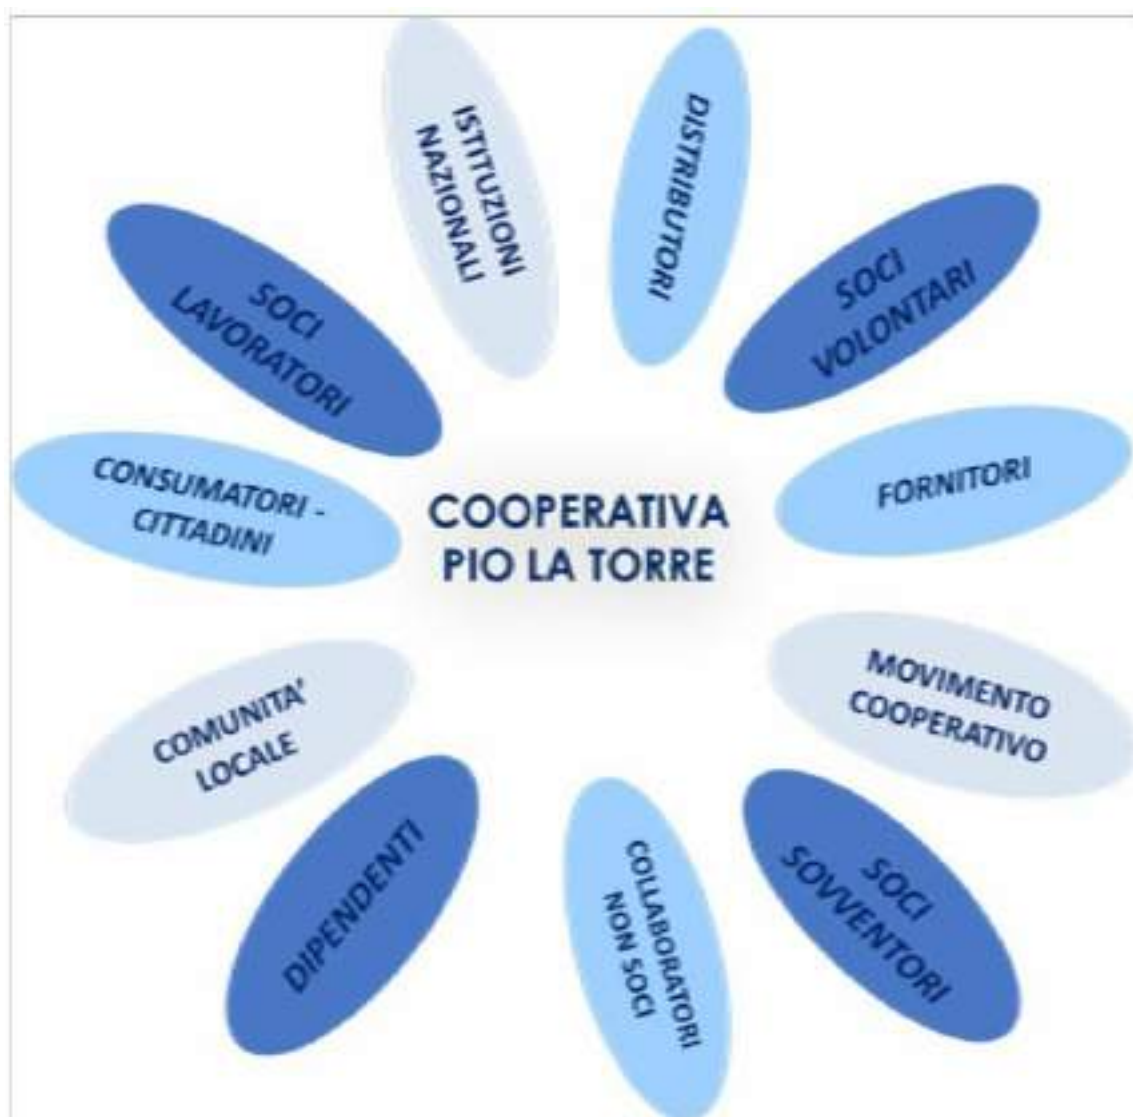 ISTITUZIONI
NAZIONALI
DISTRIBUTORI
SOCI
LAVORATORI
SOCI
VOLONTARI
CONSUMATORI -
CITTADINI
FORNITORI
COOPERATIVA
PIO LA TORRE
COMUNITA'
LOCALE
MOVIMENTO
COOPERATIVO
DIPENDENTI
COLLABORATORI
NON SOCI
SOCI
SOVVENTORI